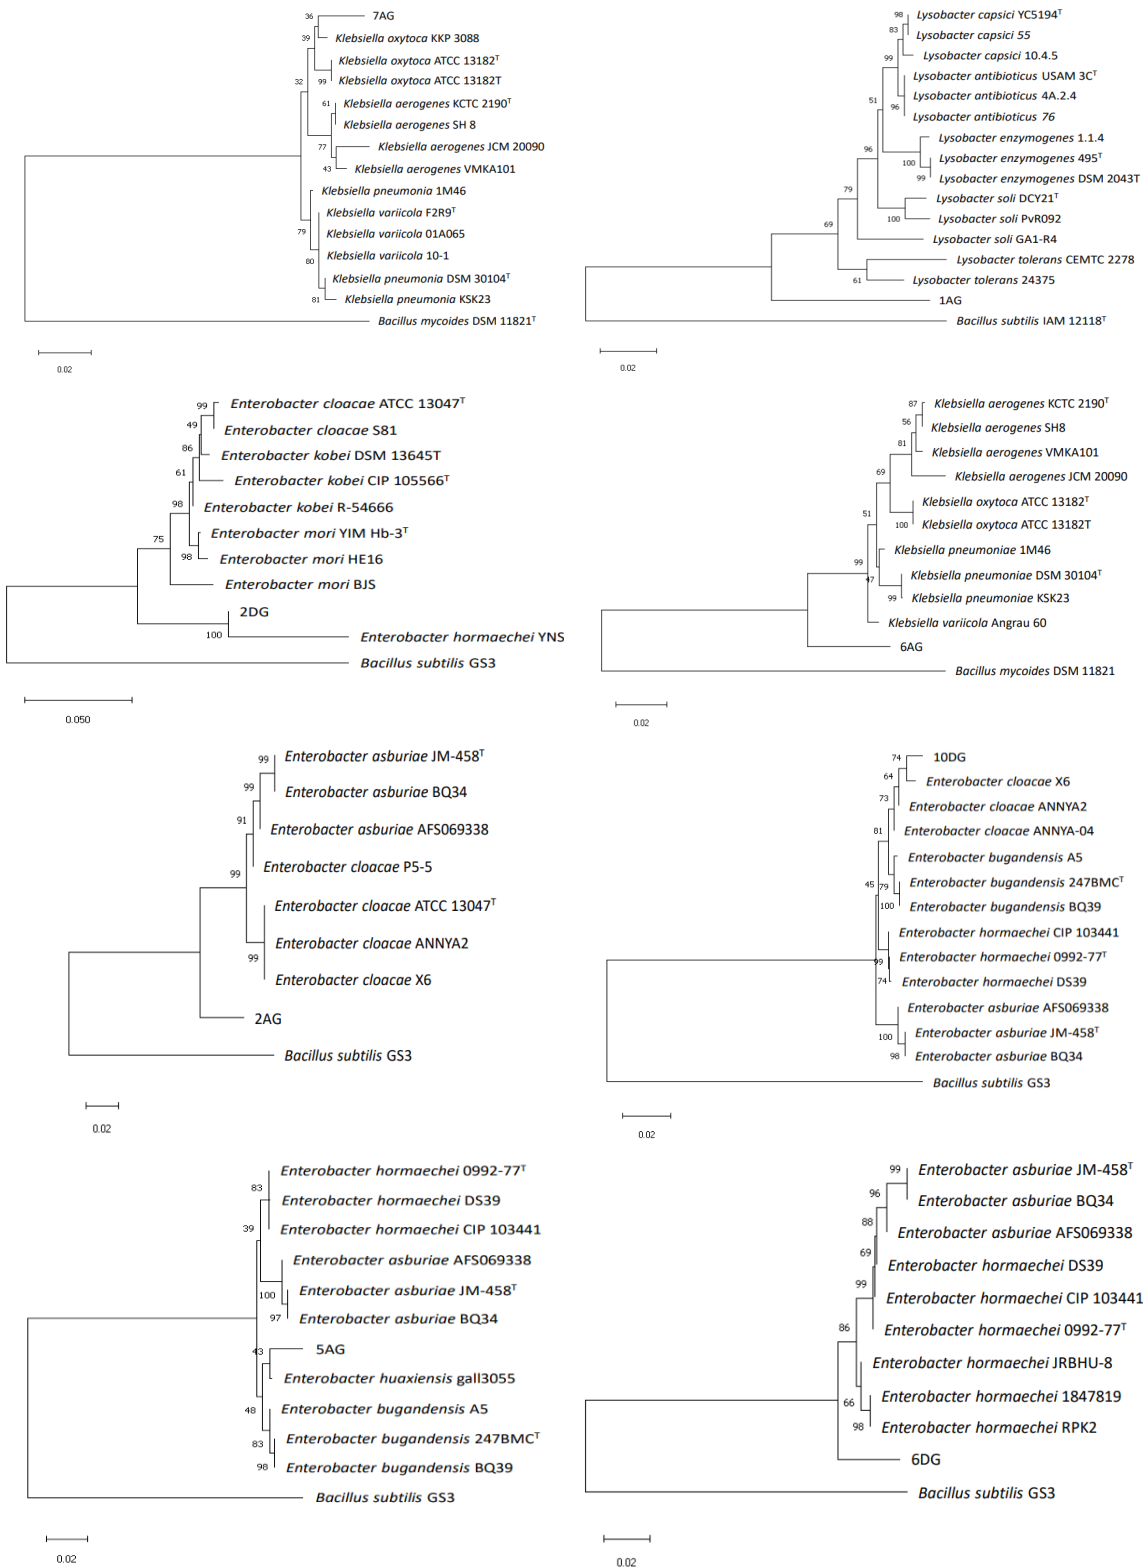 36
7AG
39
Klebsiella oxytoca KKP 3088
Klebsiella oxytoca ATCC 13182ᵀ
99
Klebsiella oxytoca ATCC 13182T
32
61
Klebsiella aerogenes KCTC 2190ᵀ
Klebsiella aerogenes SH 8
77
Klebsiella aerogenes JCM 20090
43
Klebsiella aerogenes VMKA101
Klebsiella pneumonia 1M46
Klebsiella variicola F2R9ᵀ
79
Klebsiella variicola 01A065
Klebsiella variicola 10-1
80
Klebsiella pneumonia DSM 30104ᵀ
81
Klebsiella pneumonia KSK23
Bacillus mycoides DSM 11821ᵀ
0.02
98
Lysobacter capsici YC5194ᵀ
83
Lysobacter capsici 55
Lysobacter capsici 10.4.5
99
Lysobacter antibioticus USAM 3Cᵀ
Lysobacter antibioticus 4A.2.4
51
96
Lysobacter antibioticus 76
Lysobacter enzymogenes 1.1.4
96
100
Lysobacter enzymogenes 495ᵀ
99
Lysobacter enzymogenes DSM 2043T
79
Lysobacter soli DCY21ᵀ
100
Lysobacter soli PvR092
69
Lysobacter soli GA1-R4
Lysobacter tolerans CEMTC 2278
61
Lysobacter tolerans 24375
1AG
Bacillus subtilis IAM 12118ᵀ
0.02
99
Enterobacter cloacae ATCC 13047ᵀ
49
Enterobacter cloacae S81
86
Enterobacter kobei DSM 13645T
61
Enterobacter kobei CIP 105566ᵀ
98
Enterobacter kobei R-54666
Enterobacter mori YIM Hb-3ᵀ
75
98
Enterobacter mori HE16
Enterobacter mori BJS
2DG
100
Enterobacter hormaechei YNS
Bacillus subtilis GS3
0.050
87
Klebsiella aerogenes KCTC 2190ᵀ
56
Klebsiella aerogenes SH8
81
Klebsiella aerogenes VMKA101
69
Klebsiella aerogenes JCM 20090
Klebsiella oxytoca ATCC 13182ᵀ
51
100
Klebsiella oxytoca ATCC 13182T
Klebsiella pneumoniae 1M46
99
47
Klebsiella pneumoniae DSM 30104ᵀ
99
Klebsiella pneumoniae KSK23
Klebsiella variicola Angrau 60
6AG
Bacillus mycoides DSM 11821
0.02
99
Enterobacter asburiae JM-458ᵀ
99
Enterobacter asburiae BQ34
91
Enterobacter asburiae AFS069338
99
Enterobacter cloacae P5-5
Enterobacter cloacae ATCC 13047ᵀ
Enterobacter cloacae ANNYA2
99
Enterobacter cloacae X6
2AG
Bacillus subtilis GS3
0.02
74
10DG
64
Enterobacter cloacae X6
73
Enterobacter cloacae ANNYA2
81
Enterobacter cloacae ANNYA-04
Enterobacter bugandensis A5
45
79
Enterobacter bugandensis 247BMCᵀ
100
Enterobacter bugandensis BQ39
Enterobacter hormaechei CIP 103441
99
Enterobacter hormaechei 0992-77ᵀ
74
Enterobacter hormaechei DS39
Enterobacter asburiae AFS069338
100
Enterobacter asburiae JM-458ᵀ
98
Enterobacter asburiae BQ34
Bacillus subtilis GS3
0.02
Enterobacter hormaechei 0992-77ᵀ
83
Enterobacter hormaechei DS39
39
Enterobacter hormaechei CIP 103441
Enterobacter asburiae AFS069338
100
Enterobacter asburiae JM-458ᵀ
97
Enterobacter asburiae BQ34
43
5AG
Enterobacter huaxiensis gall3055
48
Enterobacter bugandensis A5
83
Enterobacter bugandensis 247BMCᵀ
98
Enterobacter bugandensis BQ39
Bacillus subtilis GS3
0.02
99
Enterobacter asburiae JM-458ᵀ
96
Enterobacter asburiae BQ34
88
Enterobacter asburiae AFS069338
69
Enterobacter hormaechei DS39
99
Enterobacter hormaechei CIP 103441
86
Enterobacter hormaechei 0992-77ᵀ
Enterobacter hormaechei JRBHU-8
66
Enterobacter hormaechei 1847819
98
Enterobacter hormaechei RPK2
6DG
Bacillus subtilis GS3
0.02